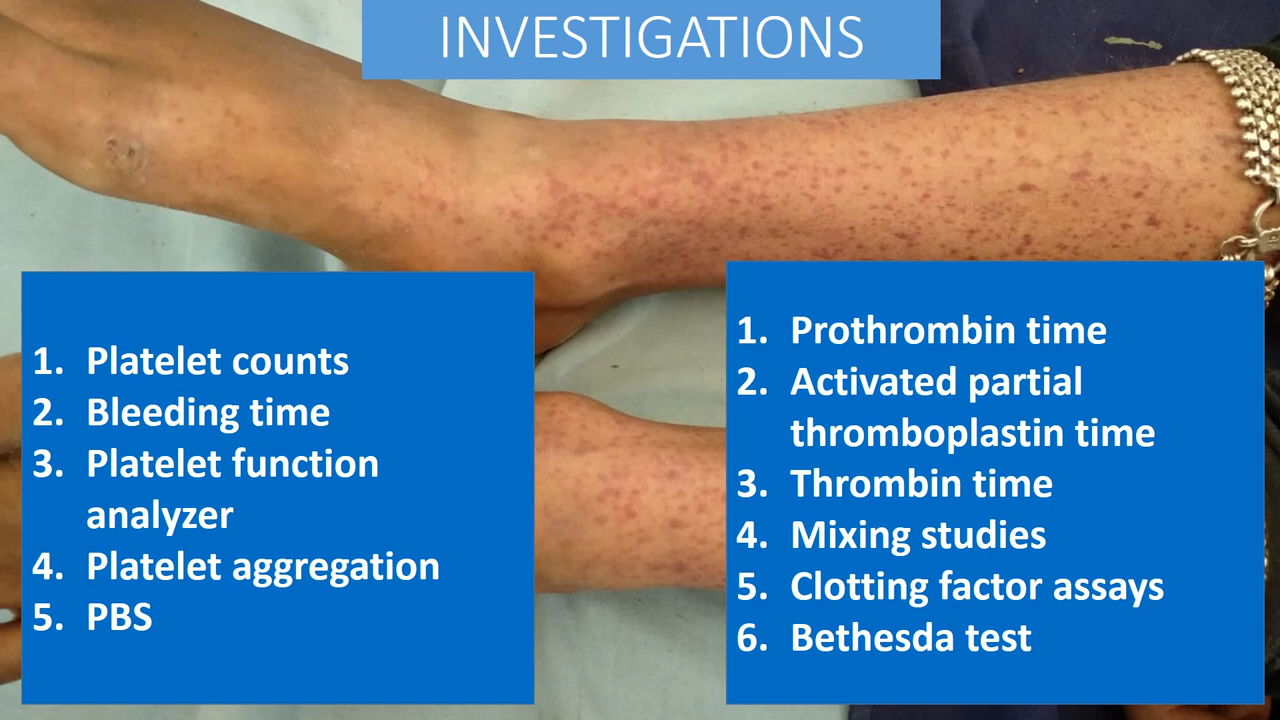 INVESTIGATIONS
1. Platelet counts
2. Bleeding time
3. Platelet function
analyzer
4. Platelet aggregation
5. PBS
1. Prothrombin time
2. Activated partial
thromboplastin time
3. Thrombin time
4. Mixing studies
5. Clotting factor assays
6. Bethesda test